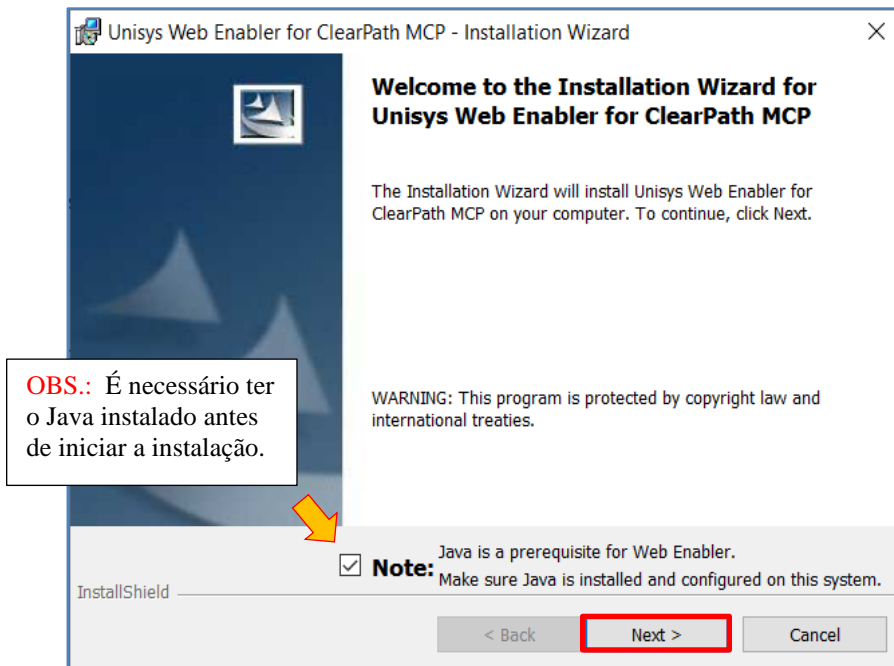 Unisys Web Enabler for ClearPath MCP - Installation Wizard
Welcome to the Installation Wizard for
Unisys Web Enabler for ClearPath MCP
The Installation Wizard will install Unisys Web Enabler for
ClearPath MCP on your computer. To continue, click Next.
OBS.: É necessário ter
o Java instalado antes
de iniciar a instalação.
WARNING: This program is protected by copyright law and
international treaties.
Note: Java is a prerequisite for Web Enabler.
Make sure Java is installed and configured on this system.
InstallShield
< Back
Next >
Cancel